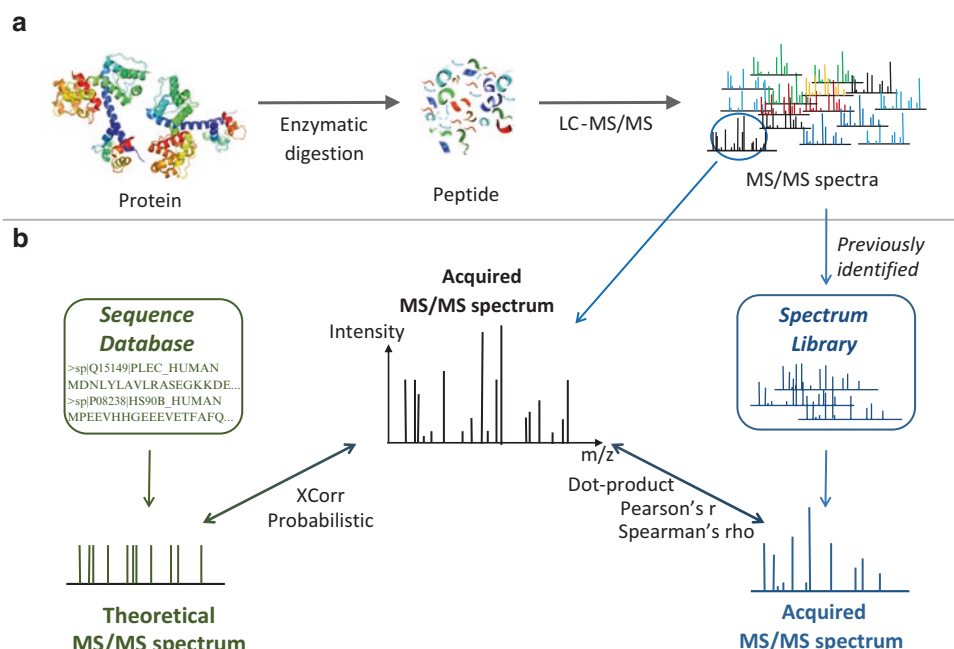 a
Enzymatic
digestion
LC-MS/MS
Protein
Peptide
MS/MS spectra
b
Previously
identified
Acquired
MS/MS spectrum
Sequence
Database
>sp|Q15149|PLEC_HUMAN
MDNLYLAVLRASEGKKDE...
>sp|P08238|HS90B_HUMAN
MPEEVHHGEEEVETFAFQ...
Intensity
m/z
Spectrum
Library
XCorr
Probabilistic
Dot-product
Pearson's r
Spearman's rho
Theoretical
MS/MS spectrum
Acquired
MS/MS spectrum